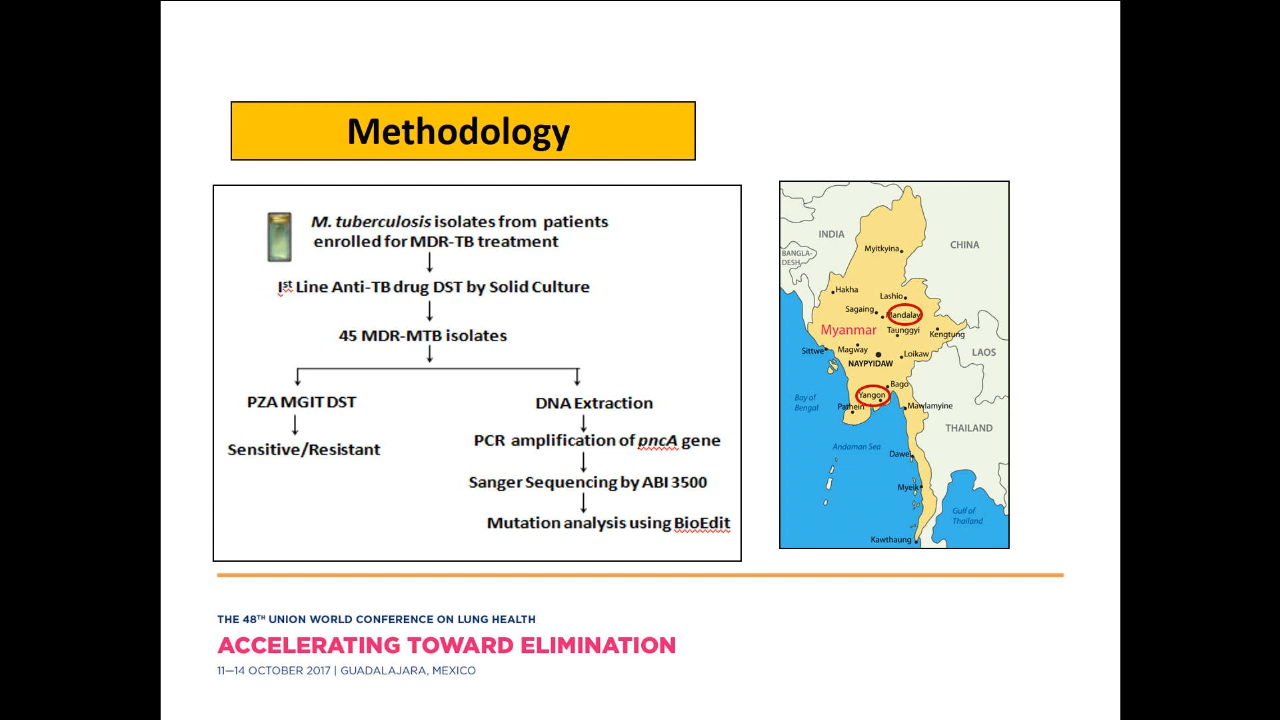 Methodology
M. tuberculosis isolates from patients
enrolled for MDR-TB treatment
Ist Line Anti-TB drug DST by Solid Culture
45 MDR-MTB isolates
PZA MGIT DST
Sensitive/Resistant
DNA Extraction
PCR amplification of pncA gene
Sanger Sequencing by ABI 3500
Mutation analysis using BioEdit
INDIA
CHINA
BANGLA-
DESH
Myitkyina
Hakha
Lashio
Sagaing
Mandalay
Myanmar
Taunggyi
Kengtung
Sittwe
Magway
Loikaw
LAOS
NAYPYIDAW
Bago
Yangon
Bay of
Bengal
Pathein
Mawlamyine
THAILAND
Andaman Sea
Dawei
Myeik
Gulf of
Thailand
Kawthaung
THE 48TH UNION WORLD CONFERENCE ON LUNG HEALTH
ACCELERATING TOWARD ELIMINATION
11—14 OCTOBER 2017 | GUADALAJARA, MEXICO